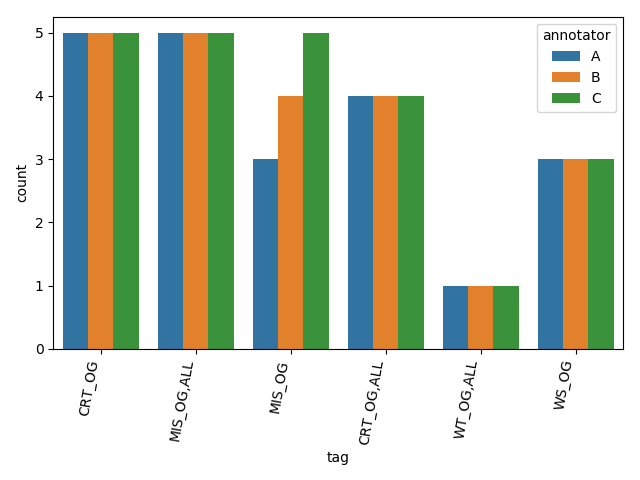 5
4
3
2
1
0
count
annotator
A
B
C
CRT_OG
MIS_OG,ALL
MIS_OG
CRT_OG,ALL
WT_OG,ALL
WS_OG
tag